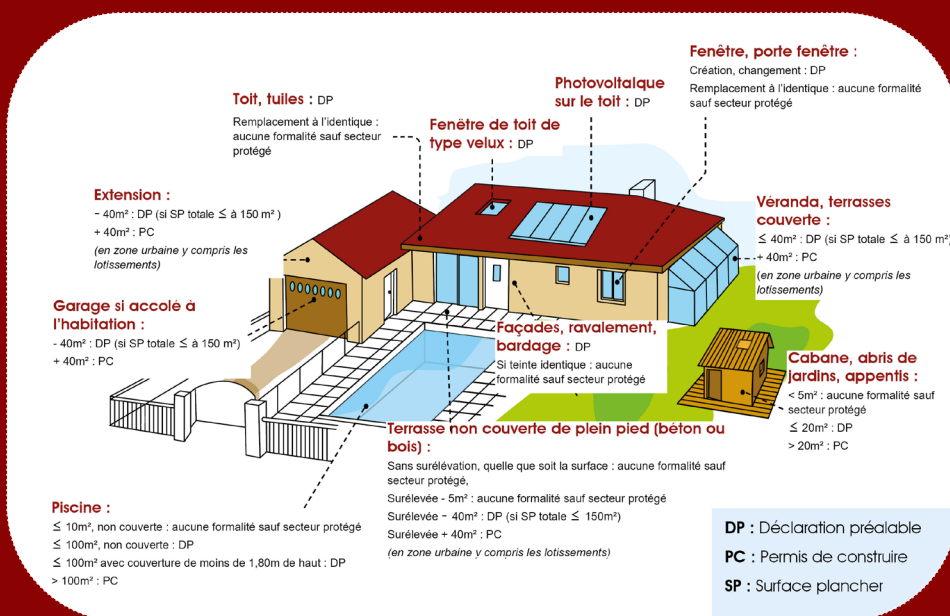 Fenêtre, porte fenêtre :
Création, changement : DP
Remplacement à l'identique : aucune formalité
sauf secteur protégé
Photovoltaïque
sur le toit : DP
Toit, tuiles : DP
Remplacement à l'identique :
aucune formalité sauf secteur
protégé
Fenêtre de toit de
type velux : DP
Extension :
- 40m² : DP (si SP totale ≤ à 150 m² )
+ 40m² : PC
(en zone urbaine y compris les
lotissements)
Véranda, terrasses
couverte :
≤ 40m² : DP (si SP totale ≤ à 150 m²)
+ 40m² : PC
(en zone urbaine y compris les
lotissements)
Garage si accolé à
l'habitation :
- 40m² : DP (si SP totale ≤ à 150 m²)
+ 40m² : PC
Façades, ravalement,
bardage : DP
Si teinte identique : aucune
formalité sauf secteur protégé
Cabane, abris de
jardins, appentis :
< 5m² : aucune formalité sauf
secteur protégé
≤ 20m² : DP
> 20m² : PC
Terrasse non couverte de plein pied (béton ou
bois) :
Sans surélévation, quelle que soit la surface : aucune formalité sauf
secteur protégé,
Surélevée - 5m² : aucune formalité sauf secteur protégé
Surélevée - 40m² : DP (si SP totale ≤ 150m²)
Surélevée + 40m² : PC
(en zone urbaine y compris les lotissements)
Piscine :
≤ 10m², non couverte : aucune formalité sauf secteur protégé
≤ 100m², non couverte : DP
≤ 100m² avec couverture de moins de 1,80m de haut : DP
> 100m² : PC
DP : Déclaration préalable
PC : Permis de construire
SP : Surface plancher